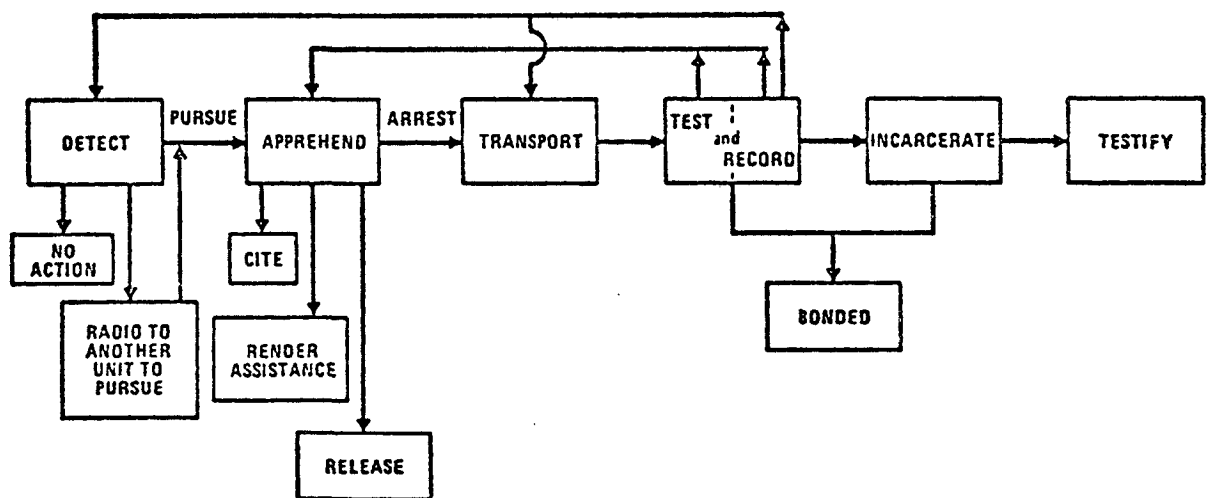 PURSUE
ARREST
DETECT
APPREHEND
TRANSPORT
TEST
and
RECORD
INCARCERATE
TESTIFY
NO
ACTION
CITE
RADIO TO
ANOTHER
UNIT TO
PURSUE
RENDER
ASSISTANCE
BONDED
RELEASE